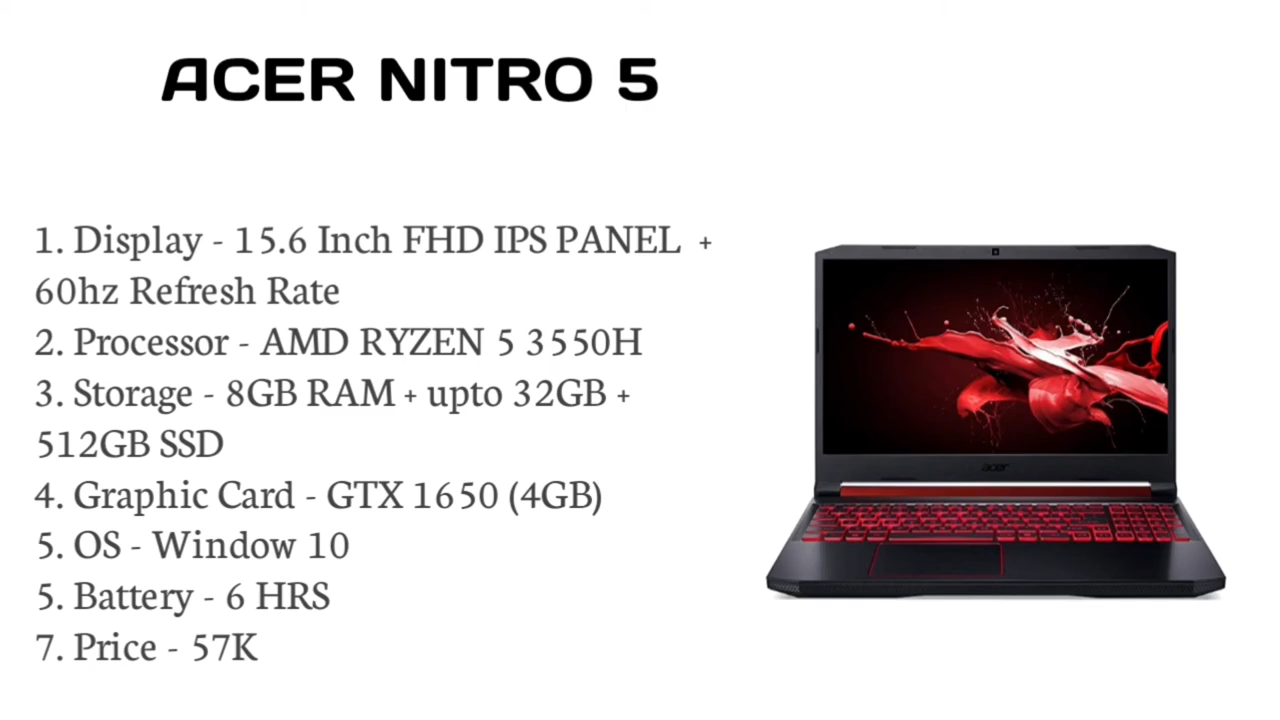 ACER NITRO 5
1. Display - 15.6 Inch FHD IPS PANEL +
60hz Refresh Rate
2. Processor - AMD RYZEN 5 3550H
3. Storage - 8GB RAM + upto 32GB +
512GB SSD
4. Graphic Card - GTX 1650 (4GB)
5. OS - Window 10
5. Battery - 6 HRS
7. Price - 57K
acer